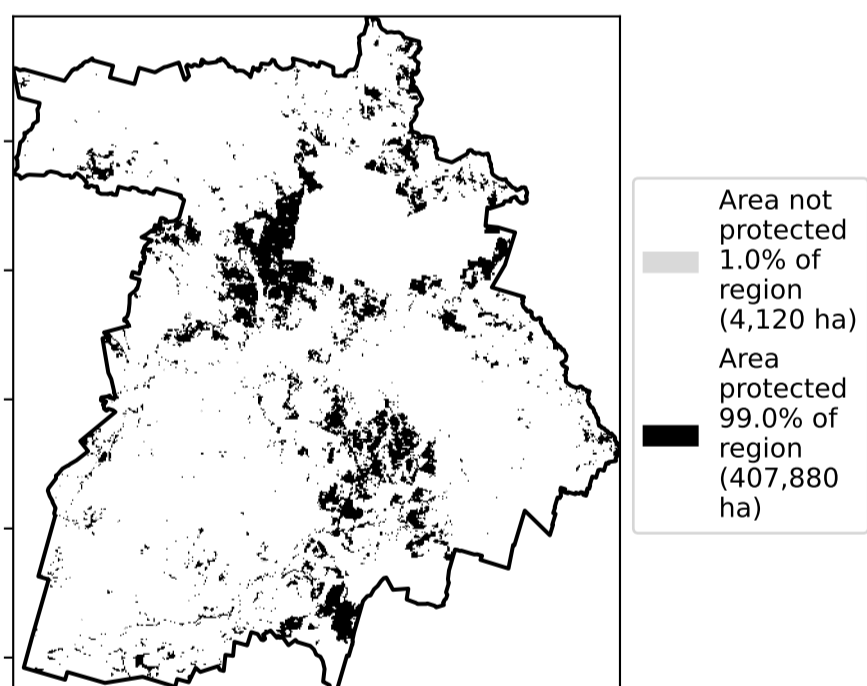 Area not
protected
1.0% of
region
(4,120 ha)
Area
protected
99.0% of
region
(407,880
ha)